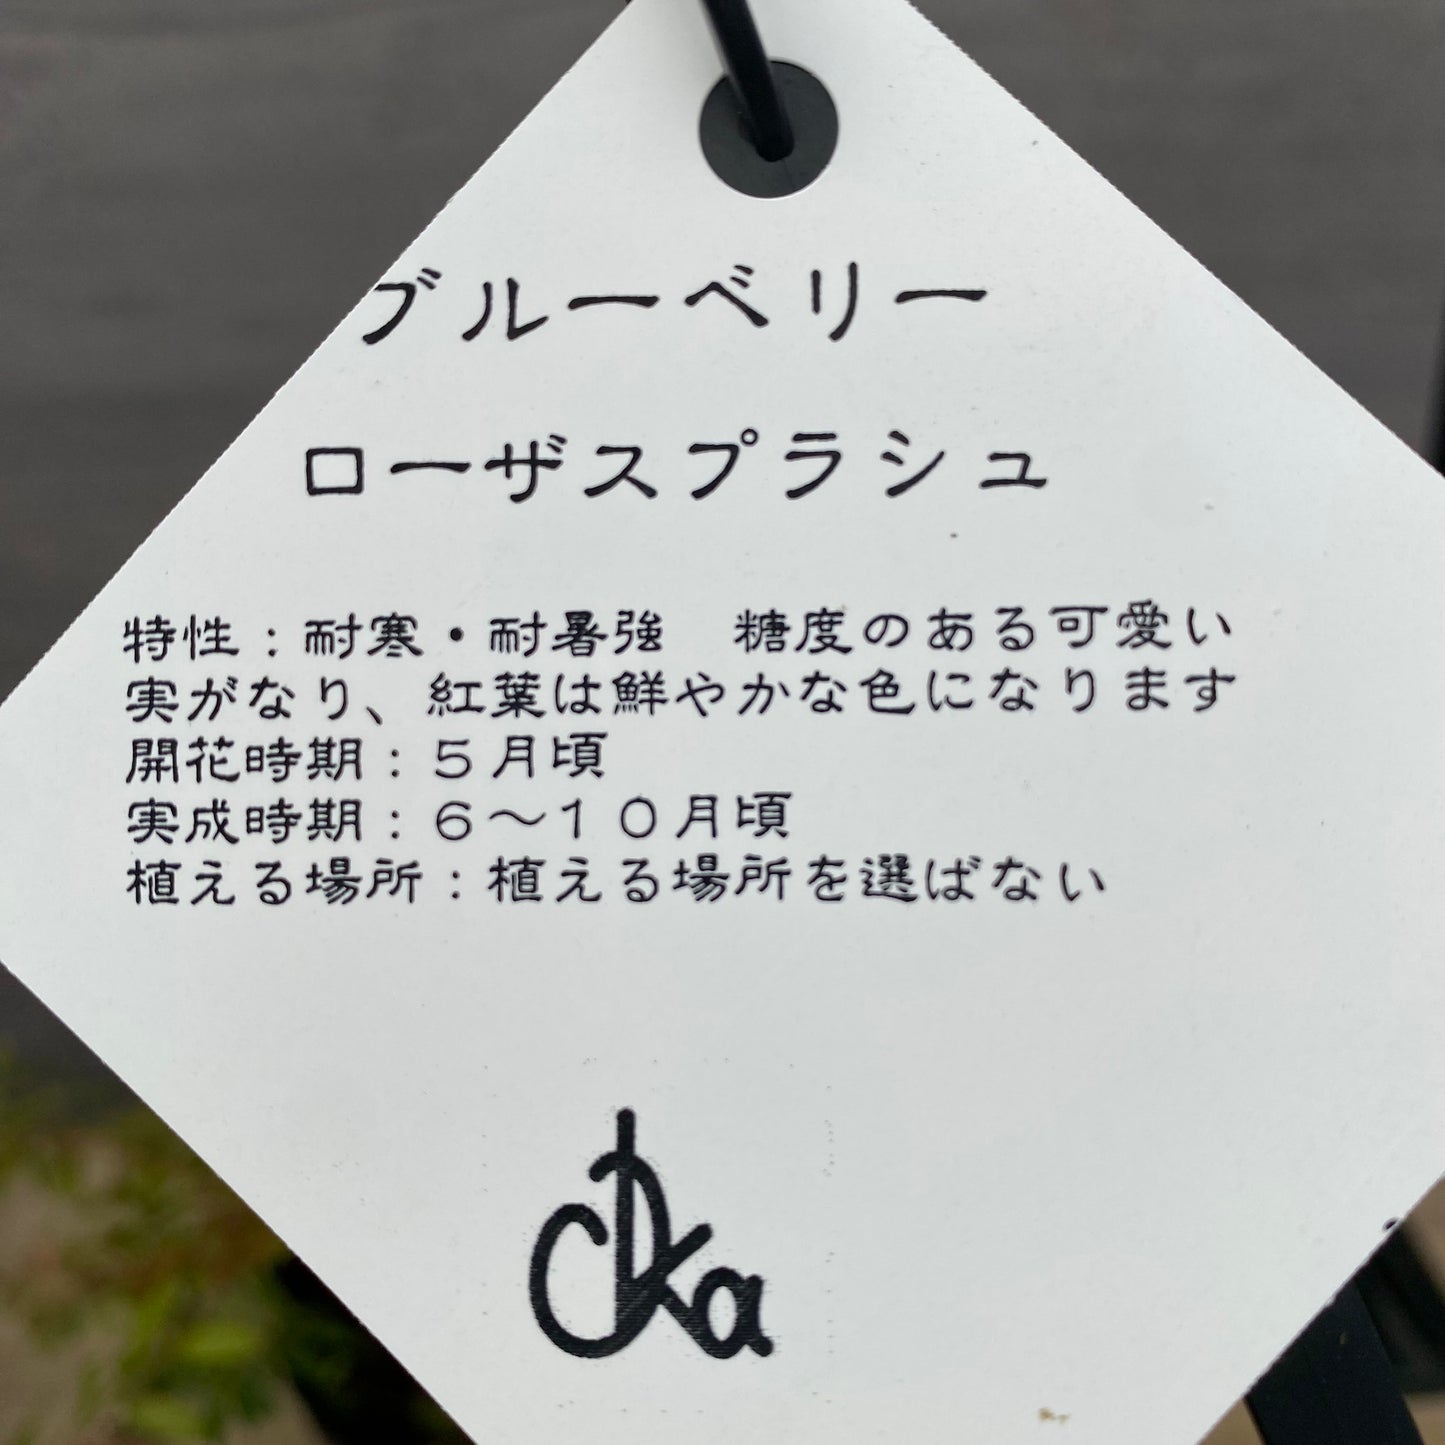 ブルーベリー
ローザスプラシュ
特性：耐寒・耐暑強　糖度のある可愛い
実がなり、紅葉は鮮やかな色になります
開花時期：５月頃
実成時期：６～１０月頃
植える場所：植える場所を選ばない